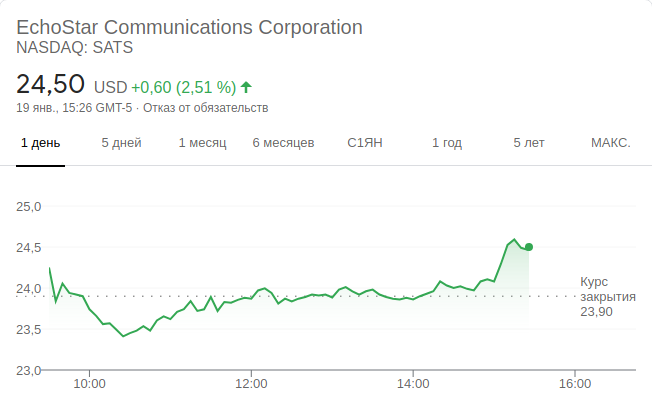 EchoStar Communications Corporation
NASDAQ: SATS
24,50 USD +0,60 (2,51 %)
19 янв., 15:26 GMT-5 · Отказ от обязательств
1 день 5 дней 1 месяц 6 месяцев С1ЯН 1 год 5 лет МАКС.
25,0
24,5
24,0
23,5
23,0
Курс
закрытия
23,90
10:00 12:00 14:00 16:00